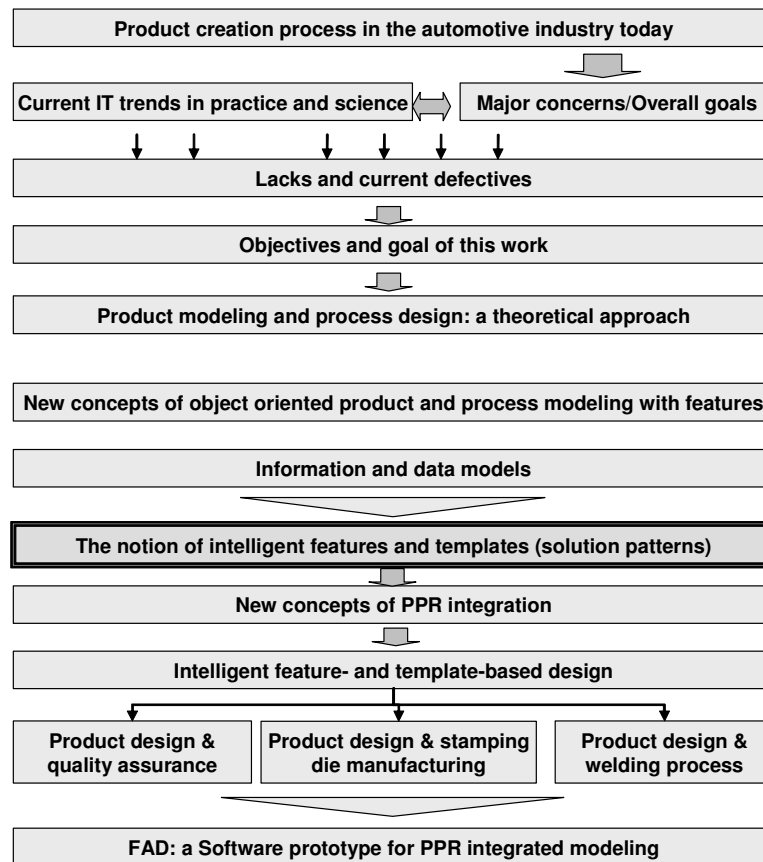 Product creation process in the automotive industry today
Current IT trends in practice and science
Major concerns/Overall goals
Lacks and current defectives
Objectives and goal of this work
Product modeling and process design: a theoretical approach
New concepts of object oriented product and process modeling with features
Information and data models
The notion of intelligent features and templates (solution patterns)
New concepts of PPR integration
Intelligent feature- and template-based design
Product design &
quality assurance
Product design & stamping
die manufacturing
Product design &
welding process
FAD: a Software prototype for PPR integrated modeling